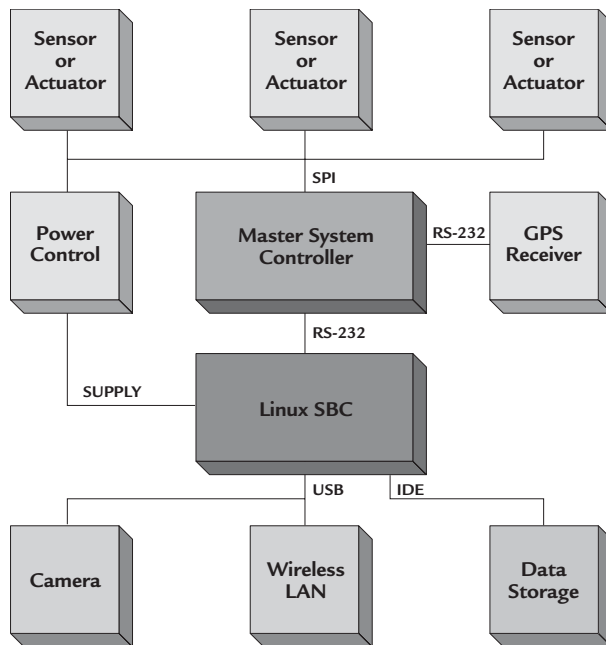 Sensor
or
Actuator
Sensor
or
Actuator
Sensor
or
Actuator
SPI
Power
Control
Master System
Controller
RS-232
GPS
Receiver
RS-232
SUPPLY
Linux SBC
USB
IDE
Camera
Wireless
LAN
Data
Storage